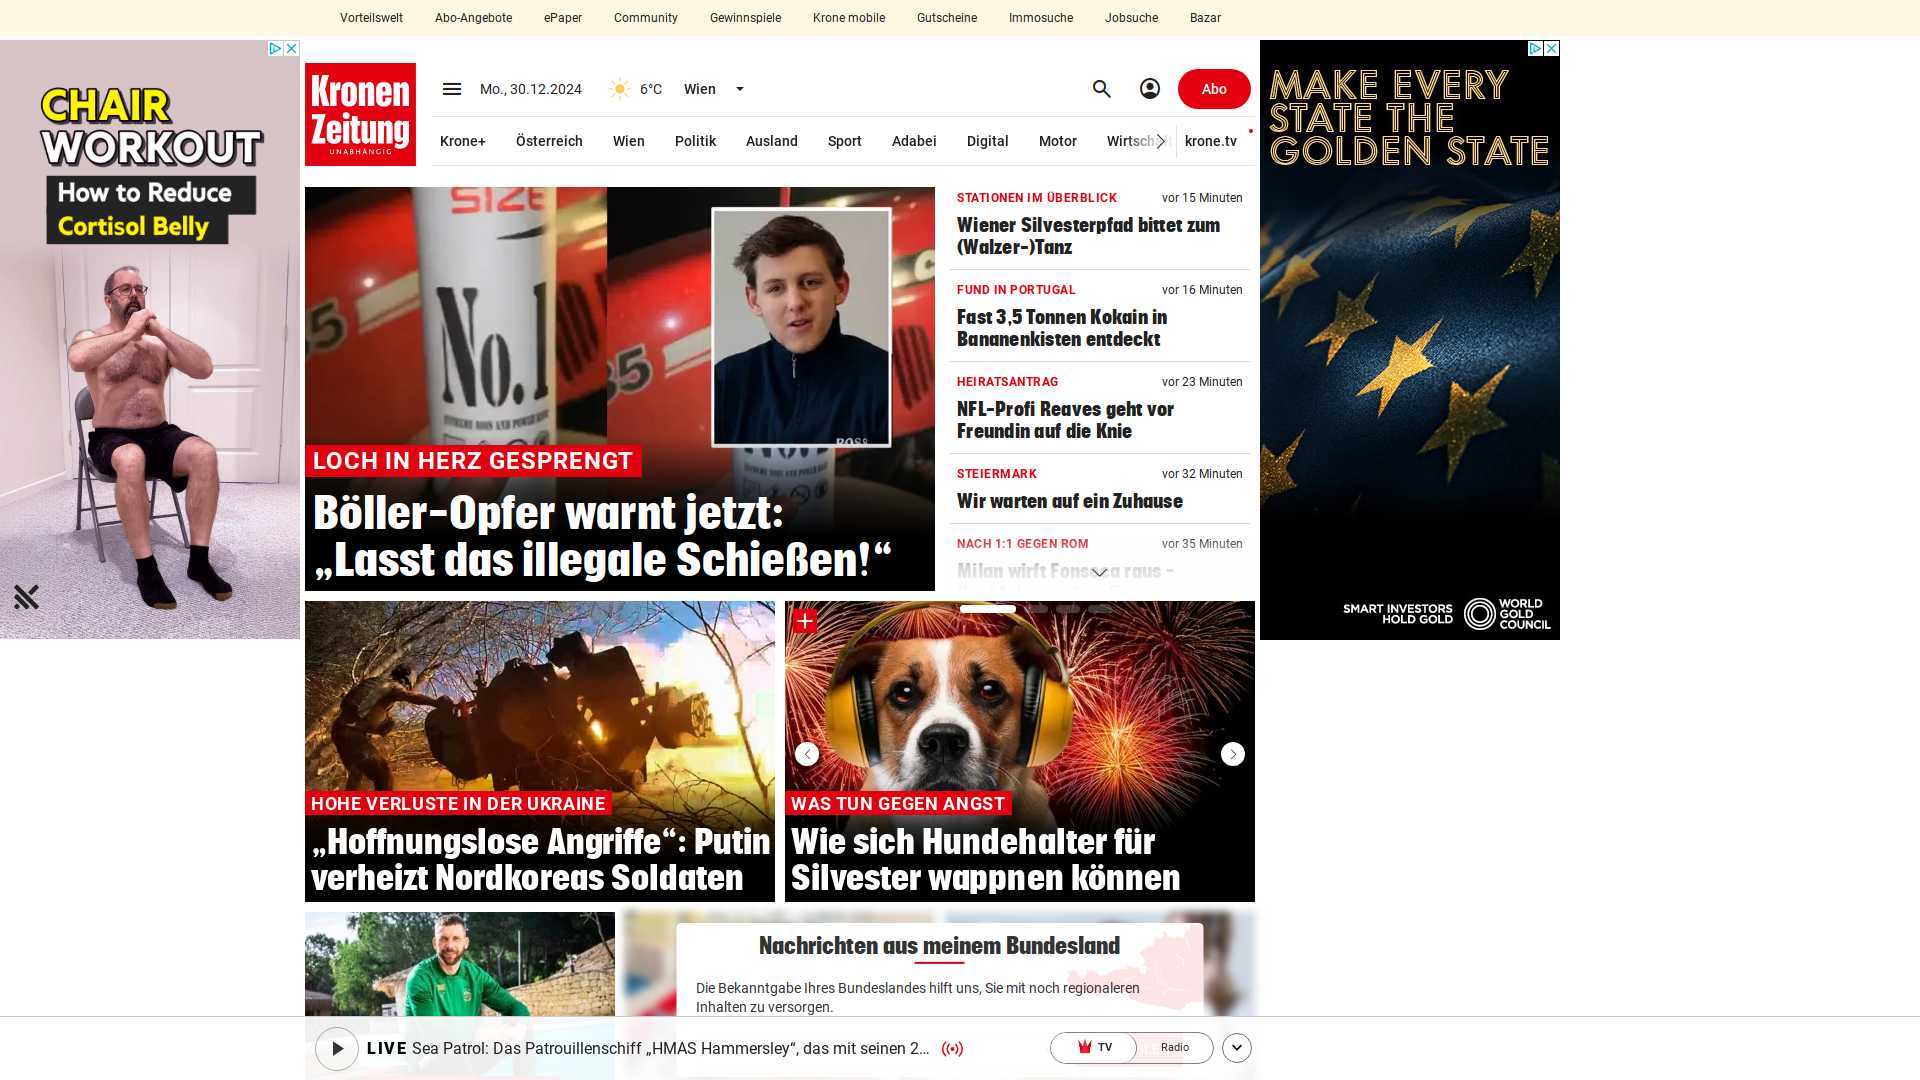 Vorteilswelt Abo-Angebote ePaper Community Gewinnspiele Krone mobile Gutscheine Immosuche Jobsuche Bazar
CHAIR
WORKOUT
How to Reduce
Cortisol Belly
Kronen
Zeitung
UNABHÄNGIG
Mo., 30.12.2024 6°C Wien
Abo
Krone+ Österreich Wien Politik Ausland Sport Adabei Digital Motor krone.tv
SIZE
No.1
LOCH IN HERZ GESPRENGT
Böller-Opfer warnt jetzt:
„Lasst das illegale Schießen!“
STATIONEN IM ÜBERBLICK vor 15 Minuten
Wiener Silvesterpfad bittet zum
(Walzer-)Tanz
FUND IN PORTUGAL vor 16 Minuten
Fast 3,5 Tonnen Kokain in
Bananenkisten entdeckt
HEIRATSANTRAG vor 23 Minuten
NFL-Profi Reaves geht vor
Freundin auf die Knie
STEIERMARK vor 32 Minuten
Wir warten auf ein Zuhause
NACH 1:1 GEGEN ROM vor 35 Minuten
Milan wirft Fonseca raus -
HOHE VERLUSTE IN DER UKRAINE
„Hoffnungslose Angriffe“: Putin
verheizt Nordkoreas Soldaten
WAS TUN GEGEN ANGST
Wie sich Hundehalter für
Silvester wappnen können
Nachrichten aus meinem Bundesland
Die Bekanntgabe Ihres Bundeslandes hilft uns, Sie mit noch regionaleren
Inhalten zu versorgen.
LIVE Sea Patrol: Das Patrouillenschiff „HMAS Hammersley“, das mit seinen 2...
TV Radio
MAKE EVERY
STATE THE
GOLDEN STATE
SMART INVESTORS
HOLD GOLD
WORLD
GOLD
COUNCIL